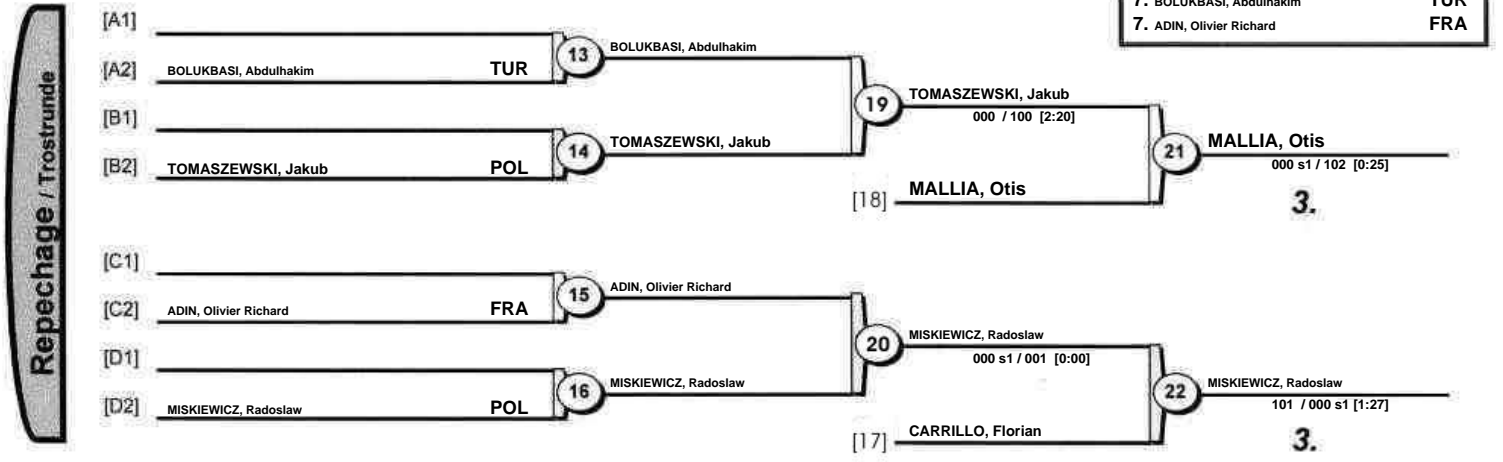 7. BOLUKBASI, Abdulhakim TUR
7. ADIN, Olivier Richard FRA
Repechage / Trostrunde
[A1]
[A2] BOLUKBASI, Abdulhakim TUR
13
BOLUKBASI, Abdulhakim
[B1]
[B2] TOMASZEWSKI, Jakub POL
14
TOMASZEWSKI, Jakub
19
TOMASZEWSKI, Jakub
000 / 100 [2:20]
[18] MALLIA, Otis
21
MALLIA, Otis
000 s1 / 102 [0:25]
3.
[C1]
[C2] ADIN, Olivier Richard FRA
15
ADIN, Olivier Richard
[D1]
[D2] MISKIEWICZ, Radoslaw POL
16
MISKIEWICZ, Radoslaw
20
MISKIEWICZ, Radoslaw
000 s1 / 001 [0:00]
[17] CARRILLO, Florian
22
MISKIEWICZ, Radoslaw
101 / 000 s1 [1:27]
3.